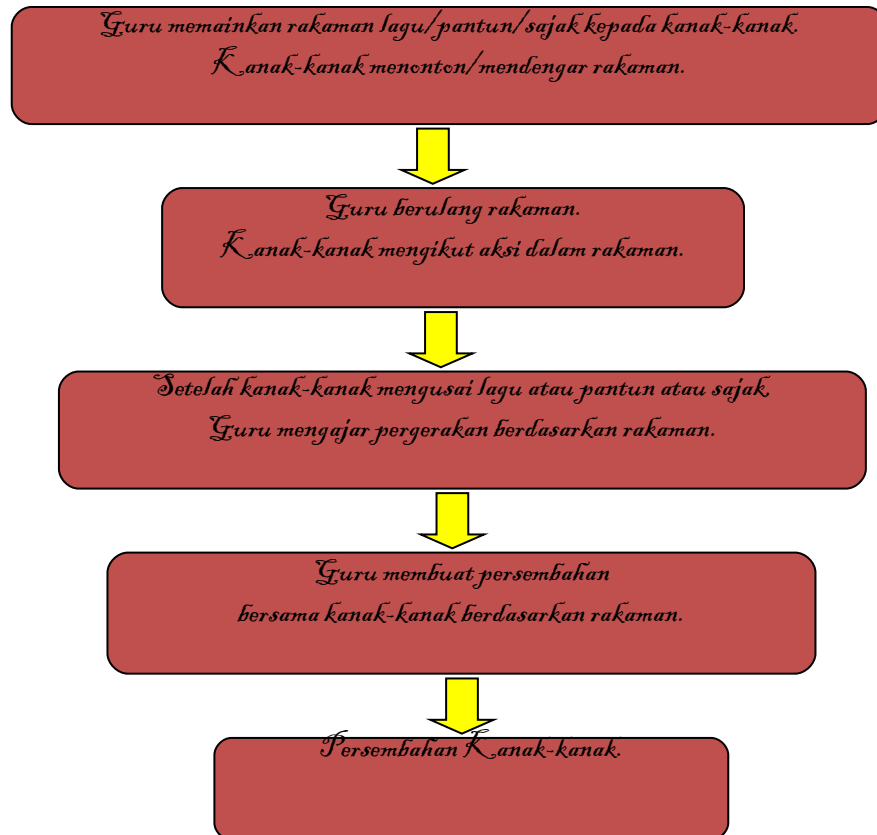 Guru memainkan rakaman lagu/pantun/sajak kepada kanak-kanak.
Kanak-kanak menonton/mendengar rakaman.
Guru berulang rakaman.
Kanak-kanak mengikut aksi dalam rakaman.
Setelah kanak-kanak mengusai lagu atau pantun atau sajak,
Guru mengajar pergerakan berdasarkan rakaman.
Guru membuat persembahan
bersama kanak-kanak berdasarkan rakaman.
Persembahan Kanak-kanak.